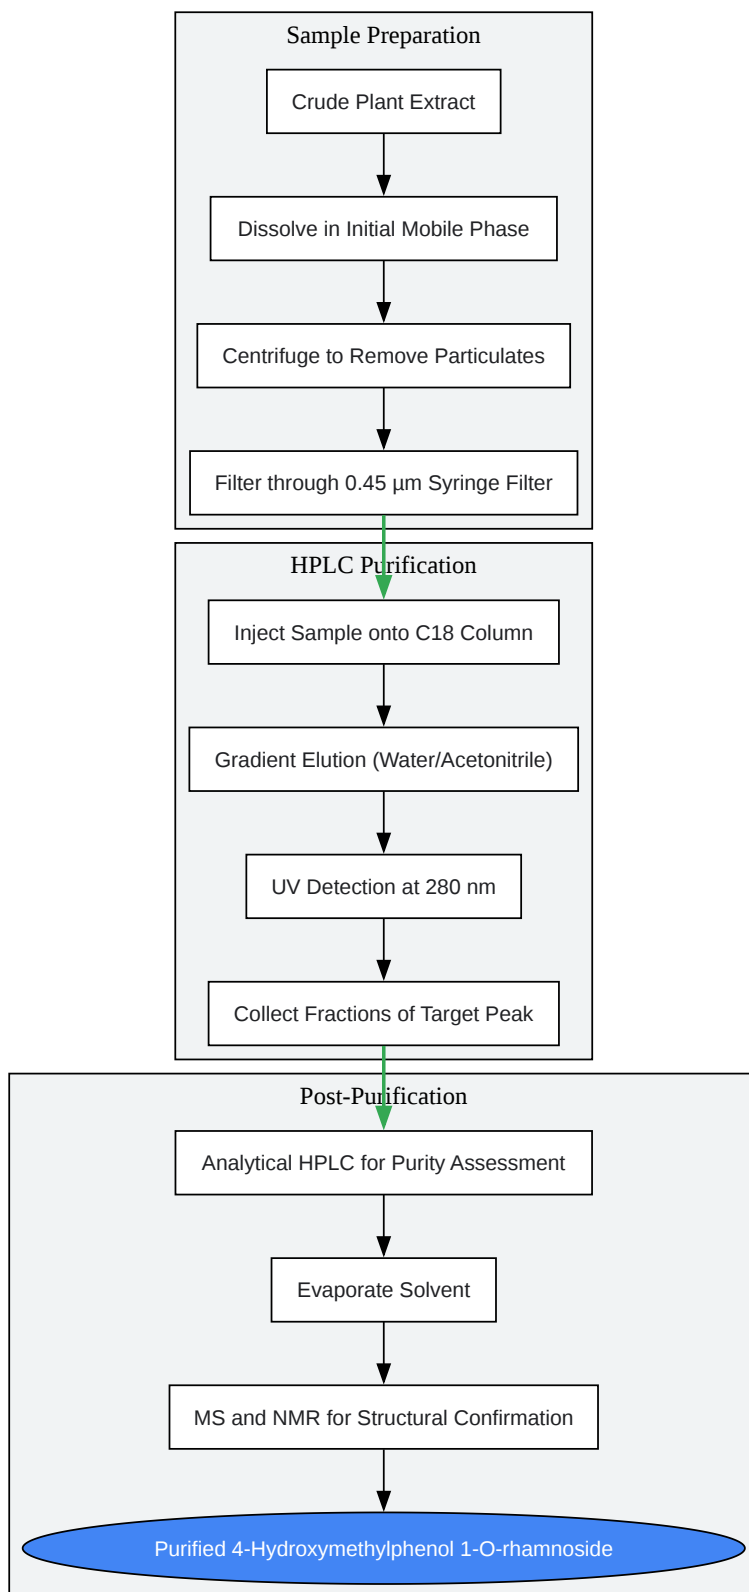 Sample Preparation
Crude Plant Extract
Dissolve in Initial Mobile Phase
Centrifuge to Remove Particulates
Filter through 0.45 µm Syringe Filter
HPLC Purification
Inject Sample onto C18 Column
Gradient Elution (Water/Acetonitrile)
UV Detection at 280 nm
Collect Fractions of Target Peak
Post-Purification
Analytical HPLC for Purity Assessment
Evaporate Solvent
MS and NMR for Structural Confirmation
Purified 4-Hydroxymethylphenol 1-O-rhamnoside